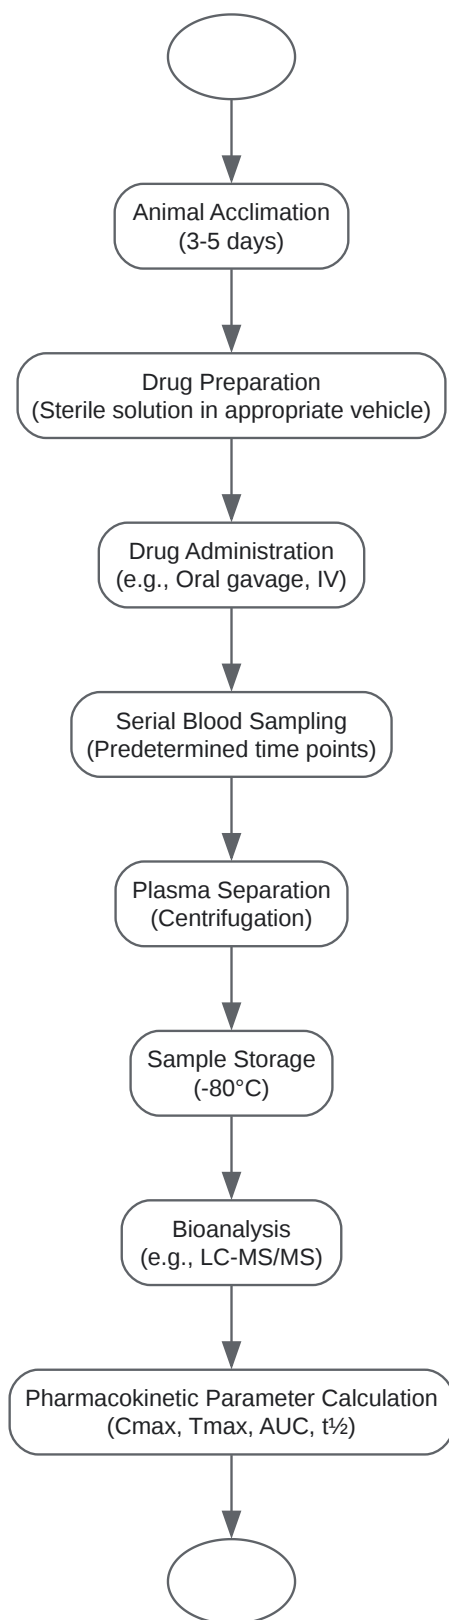 Animal Acclimation
(3-5 days)
Drug Preparation
(Sterile solution in appropriate vehicle)
Drug Administration
(e.g., Oral gavage, IV)
Serial Blood Sampling
(Predetermined time points)
Plasma Separation
(Centrifugation)
Sample Storage
(-80°C)
Bioanalysis
(e.g., LC-MS/MS)
Pharmacokinetic Parameter Calculation
(Cmax, Tmax, AUC, t½)